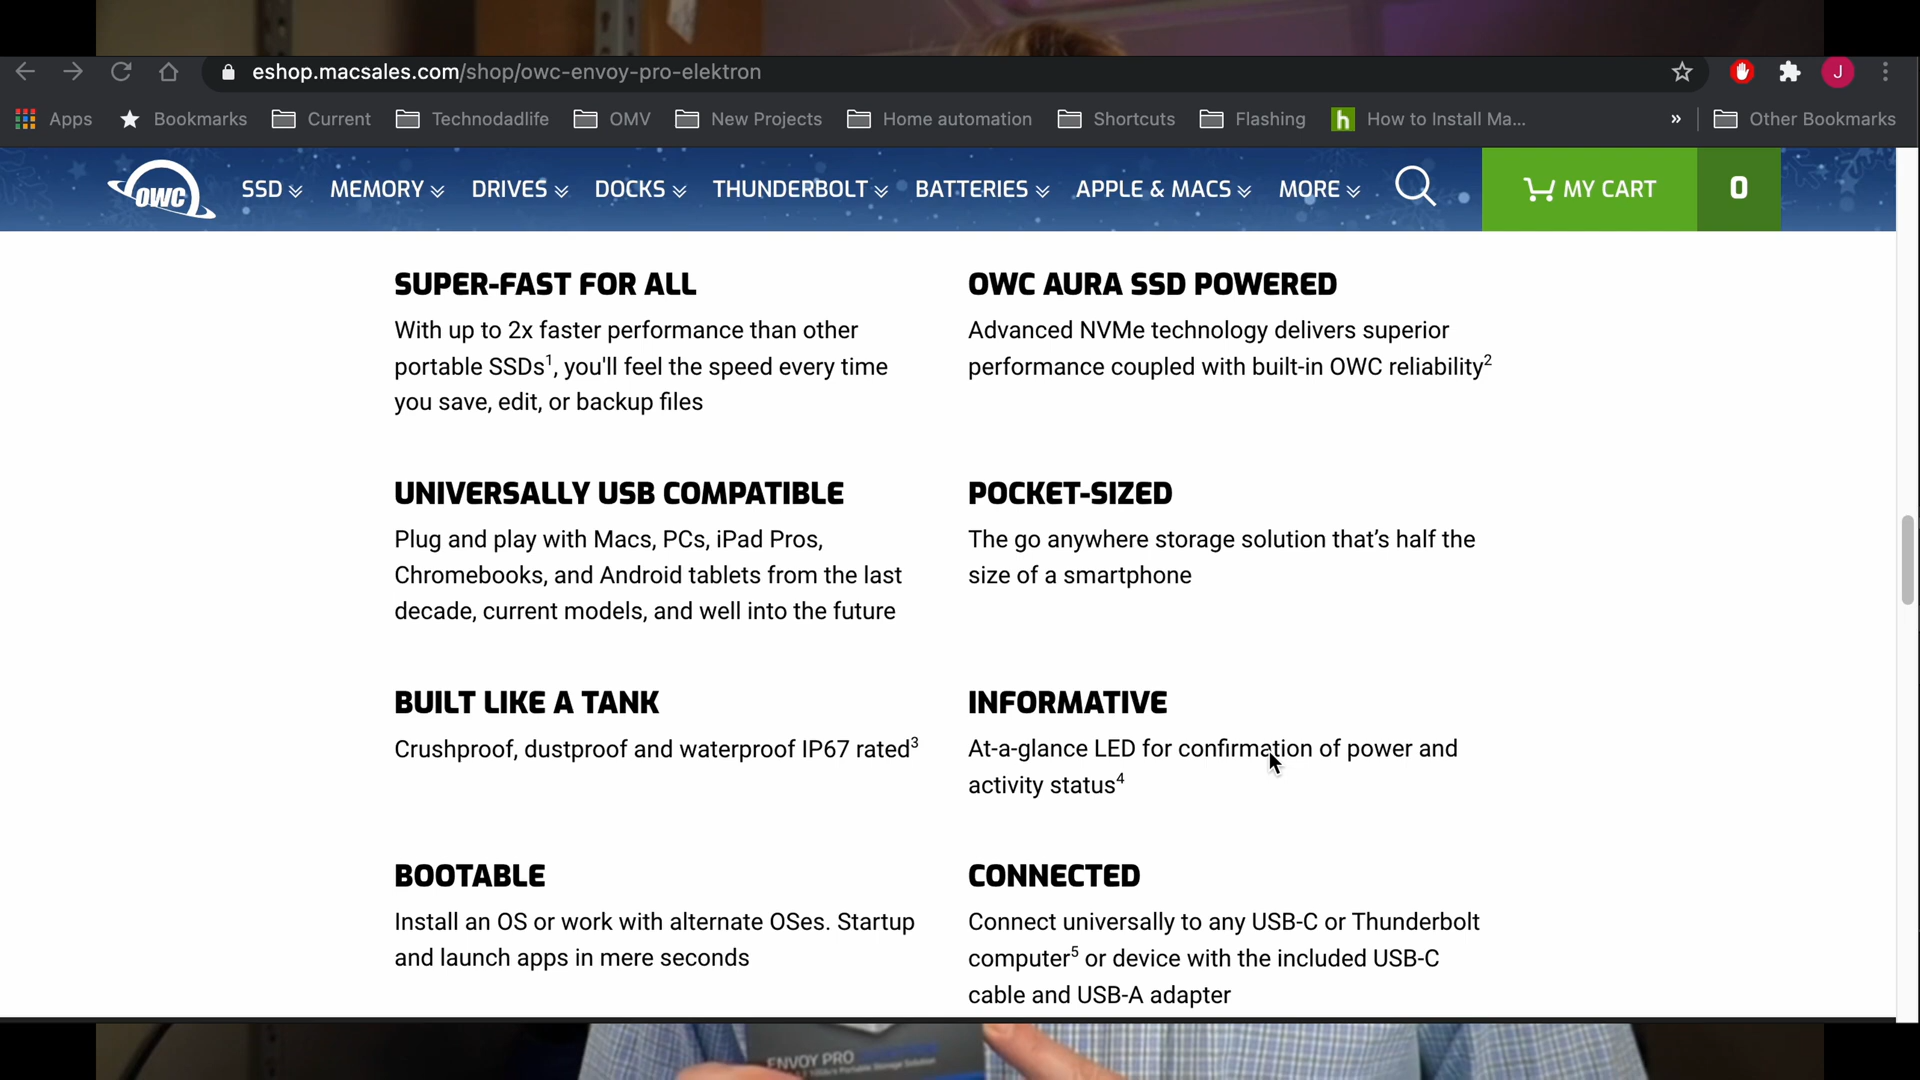 eshop.macsales.com/shop/owc-envoy-pro-elektron
J
Apps Bookmarks Current Technodadlife OMV New Projects Home automation Shortcuts Flashing h How to Install Ma... » Other Bookmarks
OWC SSD MEMORY DRIVES DOCKS THUNDERBOLT BATTERIES APPLE & MACS MORE MY CART 0
SUPER-FAST FOR ALL
With up to 2x faster performance than other
portable SSDs¹, you'll feel the speed every time
you save, edit, or backup files
OWC AURA SSD POWERED
Advanced NVMe technology delivers superior
performance coupled with built-in OWC reliability²
UNIVERSALLY USB COMPATIBLE
Plug and play with Macs, PCs, iPad Pros,
Chromebooks, and Android tablets from the last
decade, current models, and well into the future
POCKET-SIZED
The go anywhere storage solution that’s half the
size of a smartphone
BUILT LIKE A TANK
Crushproof, dustproof and waterproof IP67 rated³
INFORMATIVE
At-a-glance LED for confirmation of power and
activity status⁴
BOOTABLE
Install an OS or work with alternate OSes. Startup
and launch apps in mere seconds
CONNECTED
Connect universally to any USB-C or Thunderbolt
computer⁵ or device with the included USB-C
cable and USB-A adapter
ENVOY PRO